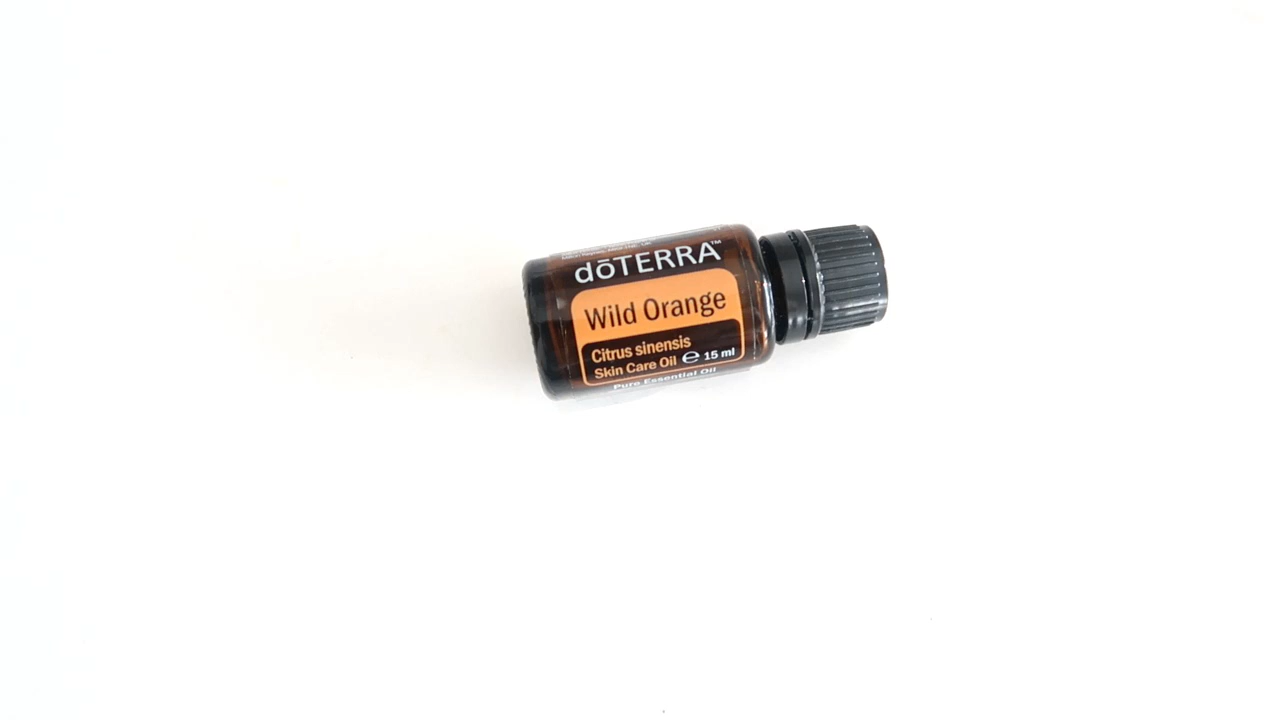 dōTERRA™
Wild Orange
Citrus sinensis
Skin Care Oil ℮ 15 ml
Pure Essential Oil